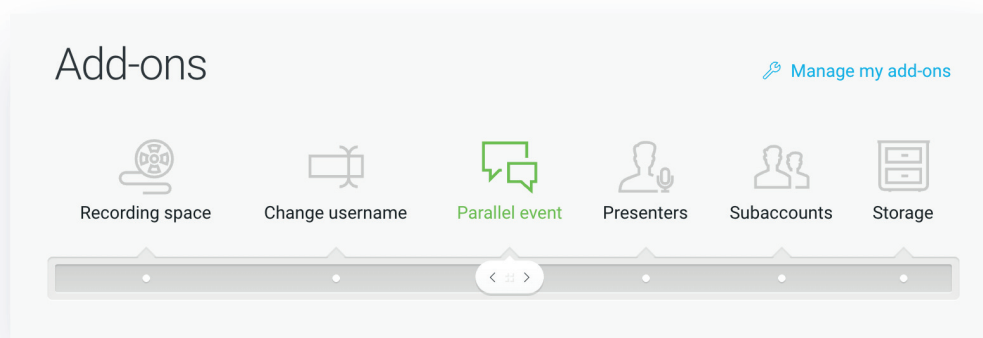 Add-ons
Manage my add-ons
Recording space
Change username
Parallel event
Presenters
Subaccounts
Storage